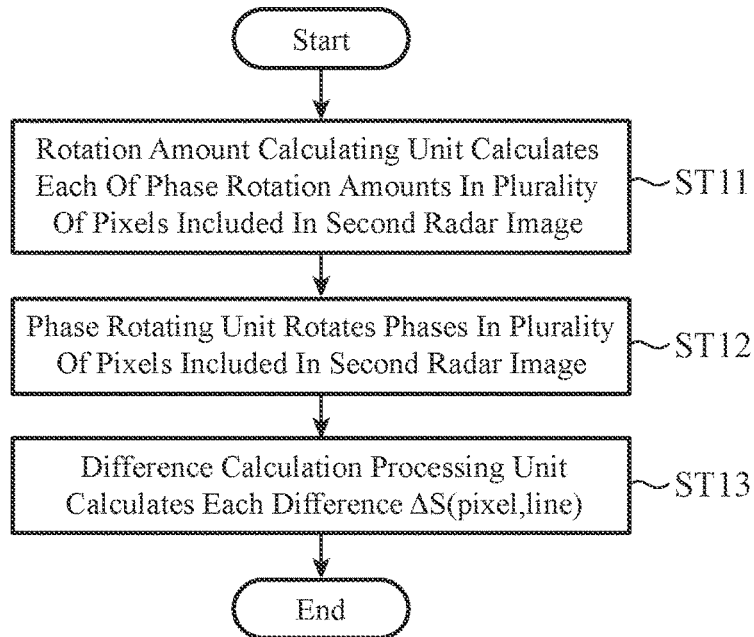 Start
Rotation Amount Calculating Unit Calculates
Each Of Phase Rotation Amounts In Plurality
Of Pixels Included In Second Radar Image
ST11
Phase Rotating Unit Rotates Phases In Plurality
Of Pixels Included In Second Radar Image
ST12
Difference Calculation Processing Unit
Calculates Each Difference ΔS(pixel,line)
ST13
End